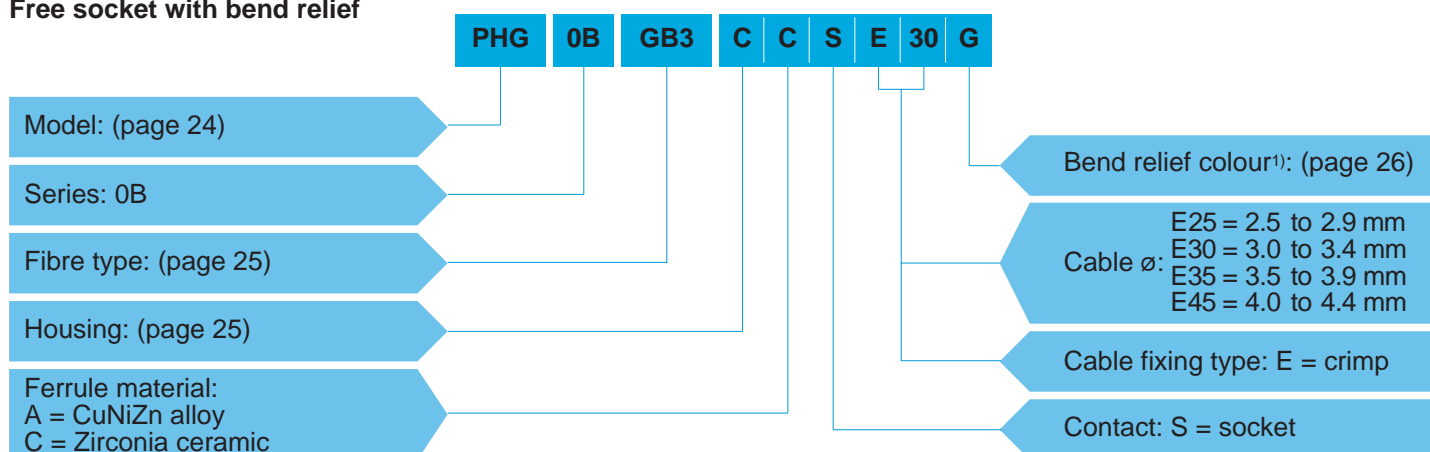 Free socket with bend relief
PHG 0B GB3 C C S E 30 G
Model: (page 24)
Series: 0B
Fibre type: (page 25)
Housing: (page 25)
Ferrule material:
A = CuNiZn alloy
C = Zirconia ceramic
Bend relief colour1): (page 26)
Cable ø:
E25 = 2.5 to 2.9 mm
E30 = 3.0 to 3.4 mm
E35 = 3.5 to 3.9 mm
E45 = 4.0 to 4.4 mm
Cable fixing type: E = crimp
Contact: S = socket